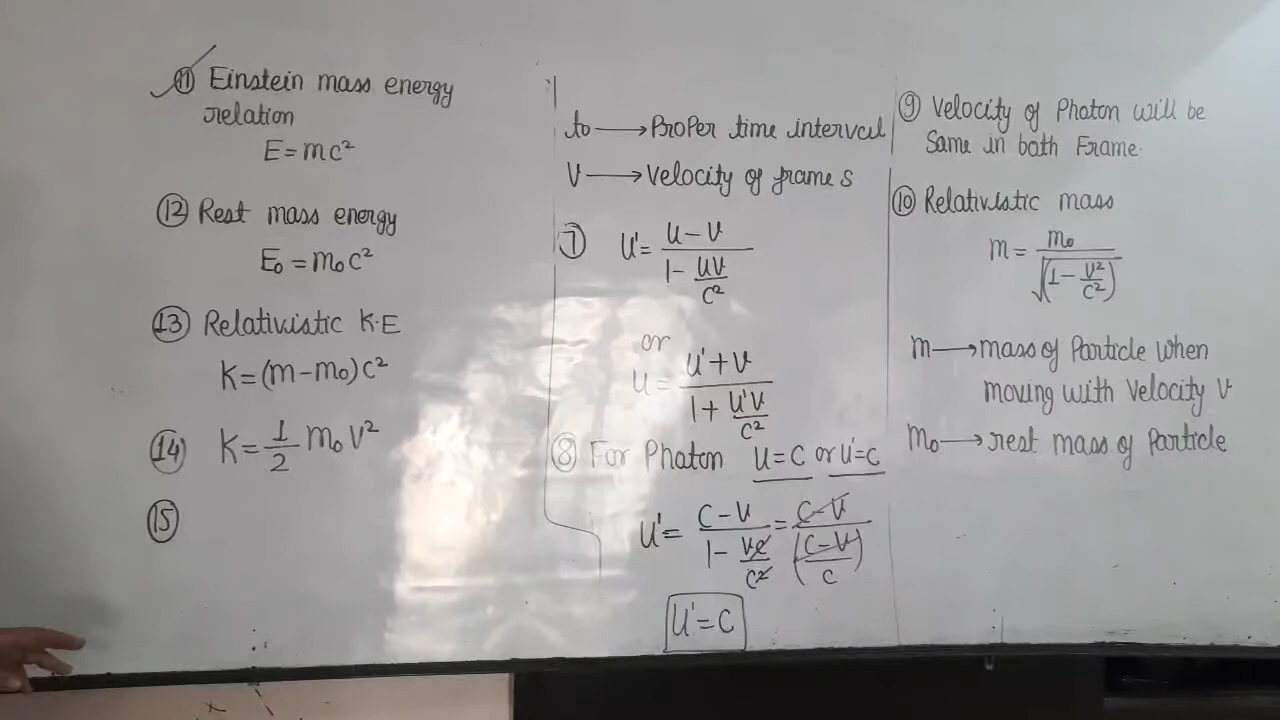 ⑪ Einstein mass energy
relation
E = mc²
⑫ Rest mass energy
E₀ = m₀c²
⑬ Relativistic K.E
K = (m - m₀)c²
⑭ K = 1/2 m₀ V²
⑮
to → Proper time interval
V → Velocity of frame s
⑦ U' = (U - V) / (1 - UV/C²)
or
U = (U' + V) / (1 + U'V/C²)
⑧ For Photon U = C or U' = C
U' = (C - V) / (1 - VC/C²) = (C - V) / ((C - V)/C)
U' = C
⑨ Velocity of Photon will be
Same in both Frame.
⑩ Relativistic mass
m = m₀ / √(1 - V²/C²)
m → mass of Particle when
moving with Velocity V
m₀ → rest mass of Particle